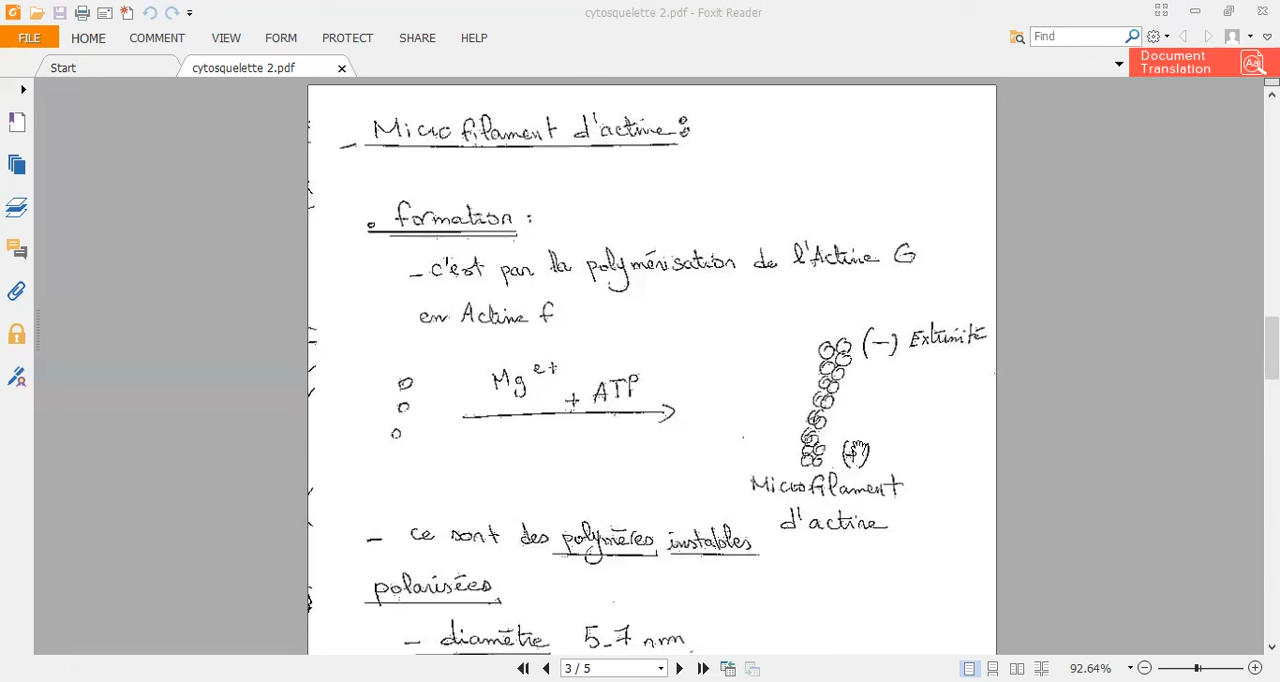 cytosquelette 2.pdf - Foxit Reader
FILE HOME COMMENT VIEW FORM PROTECT SHARE HELP
Find
Start
cytosquelette 2.pdf
Document
Translation
Microfilament d'actine :
. formation :
- c'est par la polymérisation de l'Actine G
en Actine f
(-) Extrimité
Mg2+
+ ATP
(+)
Microfilament
d'actine
- ce sont des polymères instables
polarisées
- diamètre 5-7 nm
3 / 5
92.64%